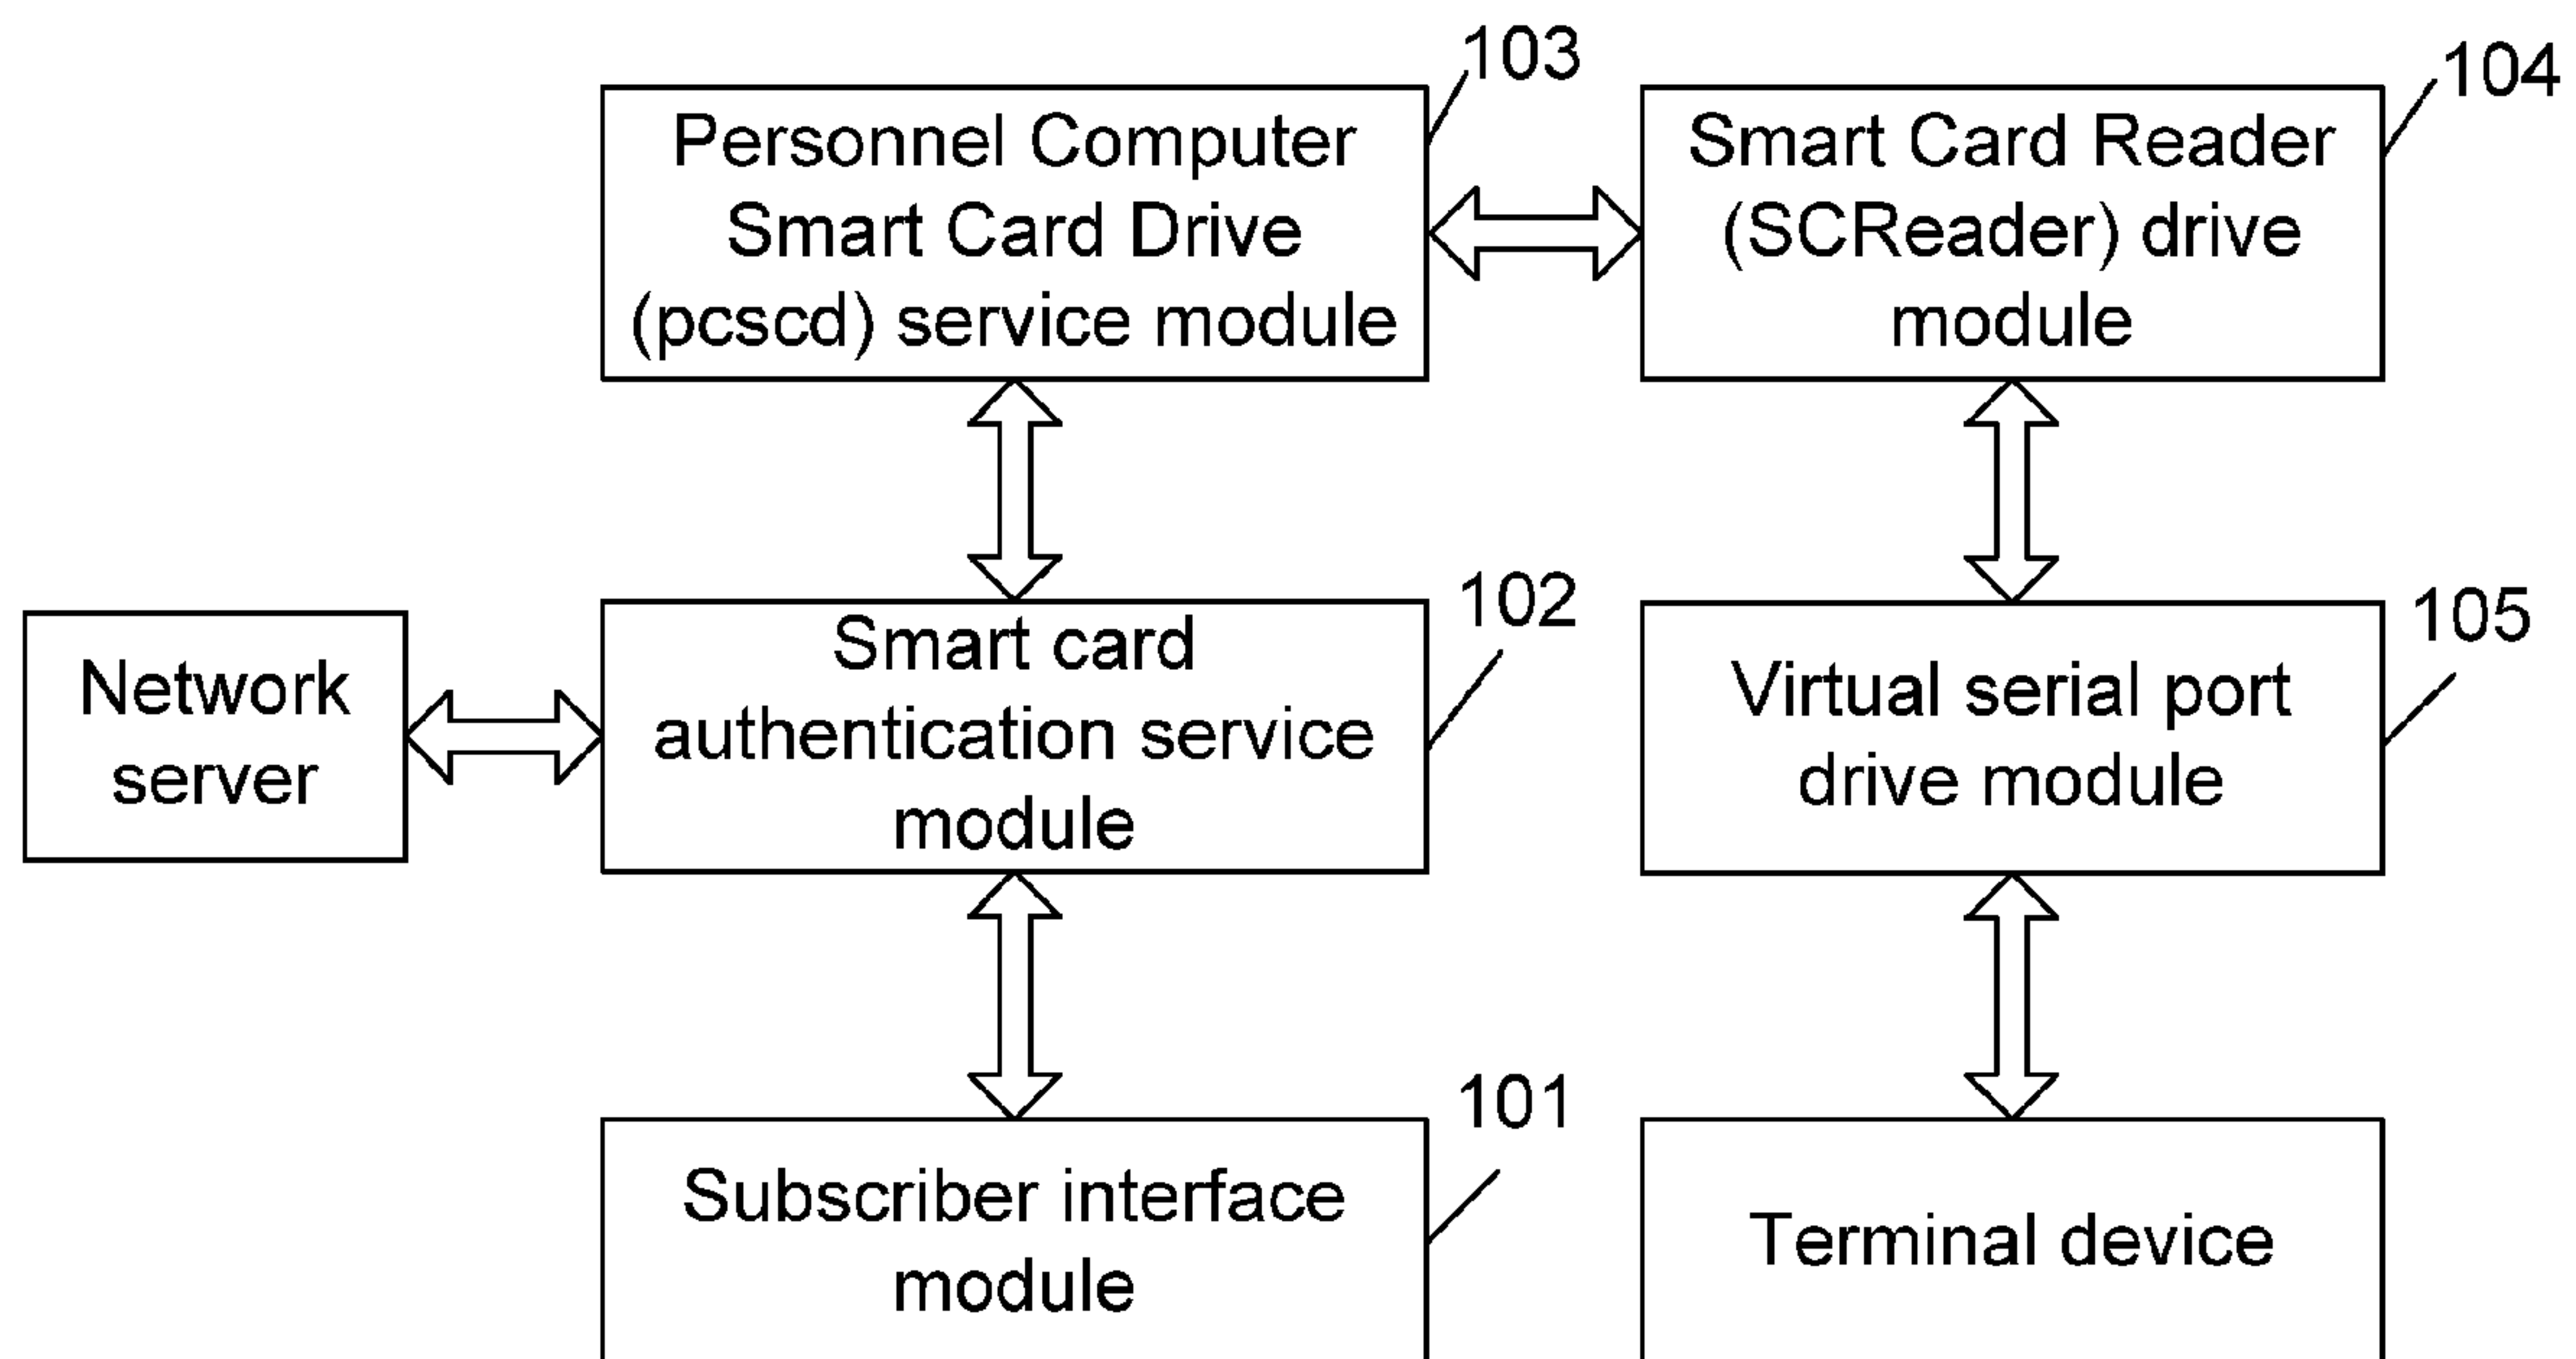 103
Personnel Computer
Smart Card Drive
(pcscd) service module
104
Smart Card Reader
(SCReader) drive
module
Network
server
102
Smart card
authentication service
module
105
Virtual serial port
drive module
101
Subscriber interface
module
Terminal device